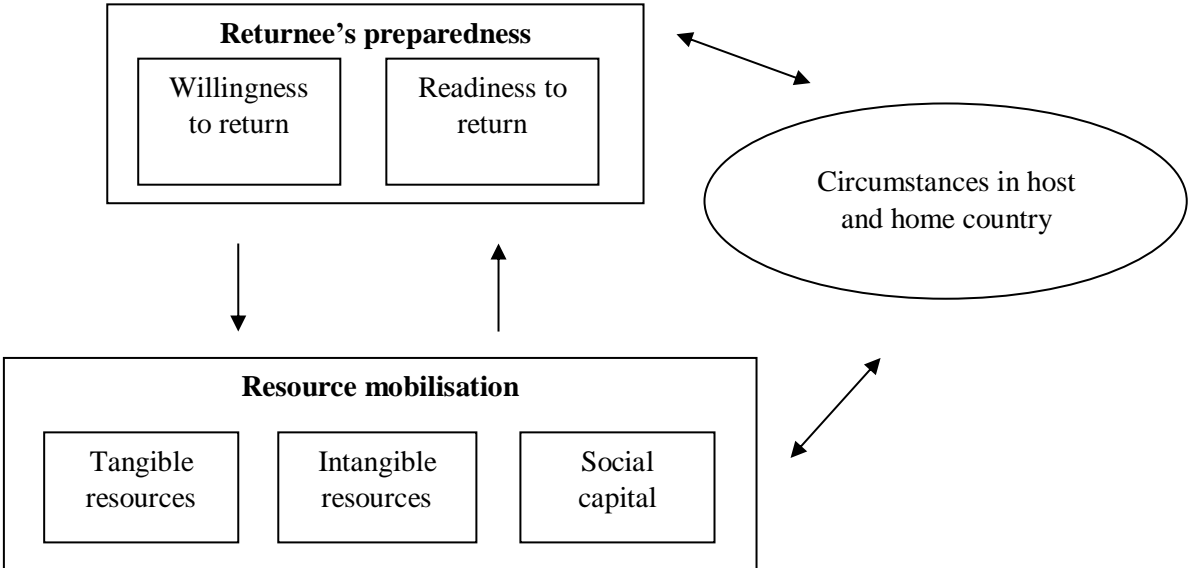 Returnee’s preparedness
Willingness
to return
Readiness to
return
Circumstances in host
and home country
Resource mobilisation
Tangible
resources
Intangible
resources
Social
capital